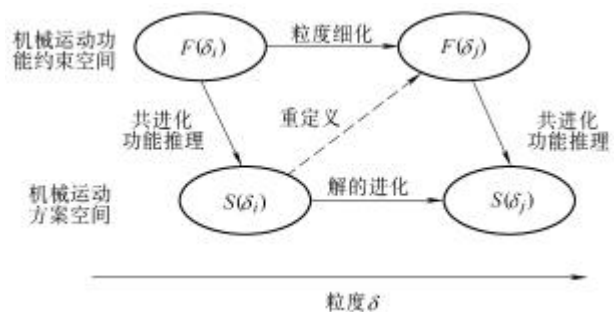 机械运动功
能约束空间
F(δi)
粒度细化
F(δj)
共进化
功能推理
重定义
共进化
功能推理
机械运动
方案空间
S(δi)
解的进化
S(δj)
粒度δ